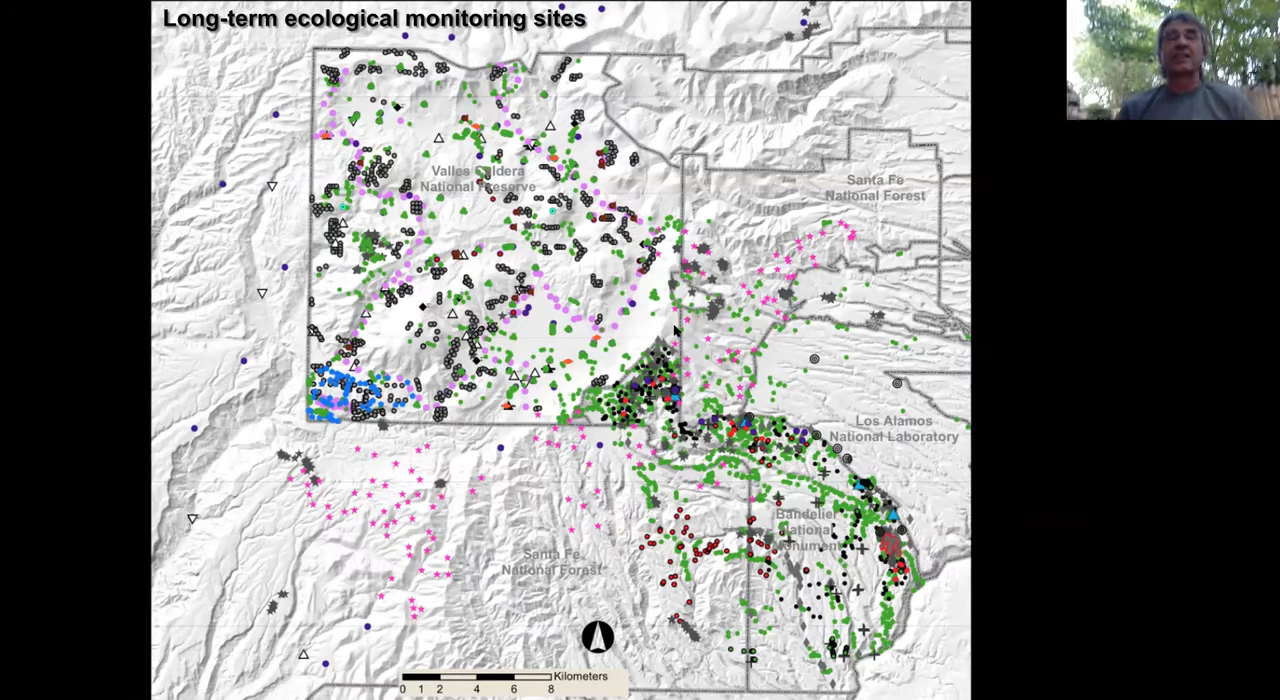 Long-term ecological monitoring sites
Valles Caldera
National Preserve
Santa Fe
National Forest
Los Alamos
National Laboratory
Bandelier
National
Monument
Santa Fe
National Forest
Kilometers
0 1 2 4 6 8